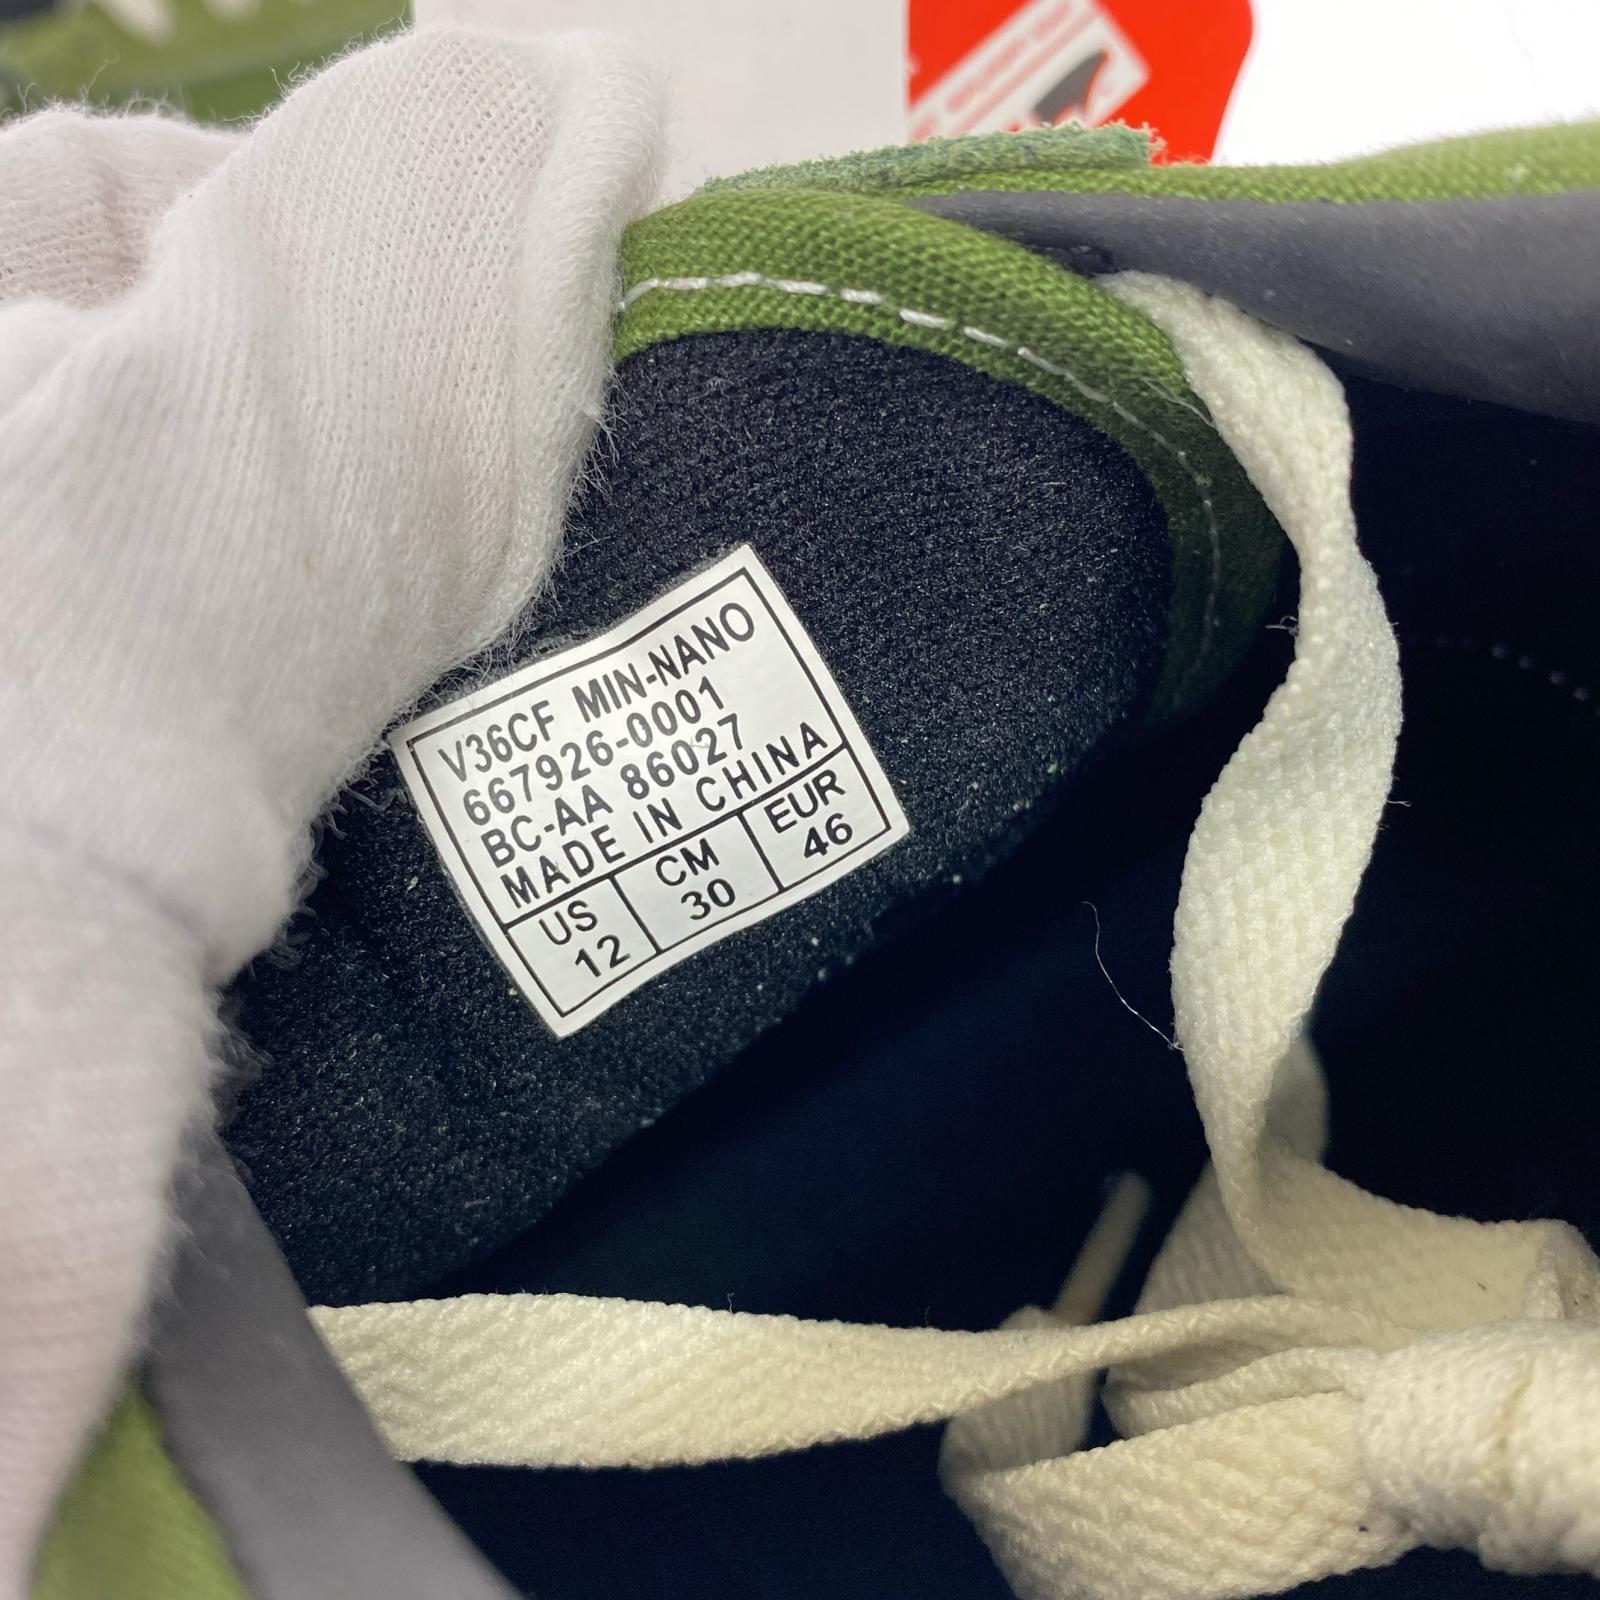 V36CF MIN-NANO
667926-0001
BC-AA 86027
MADE IN CHINA
US CM EUR
12 30 46